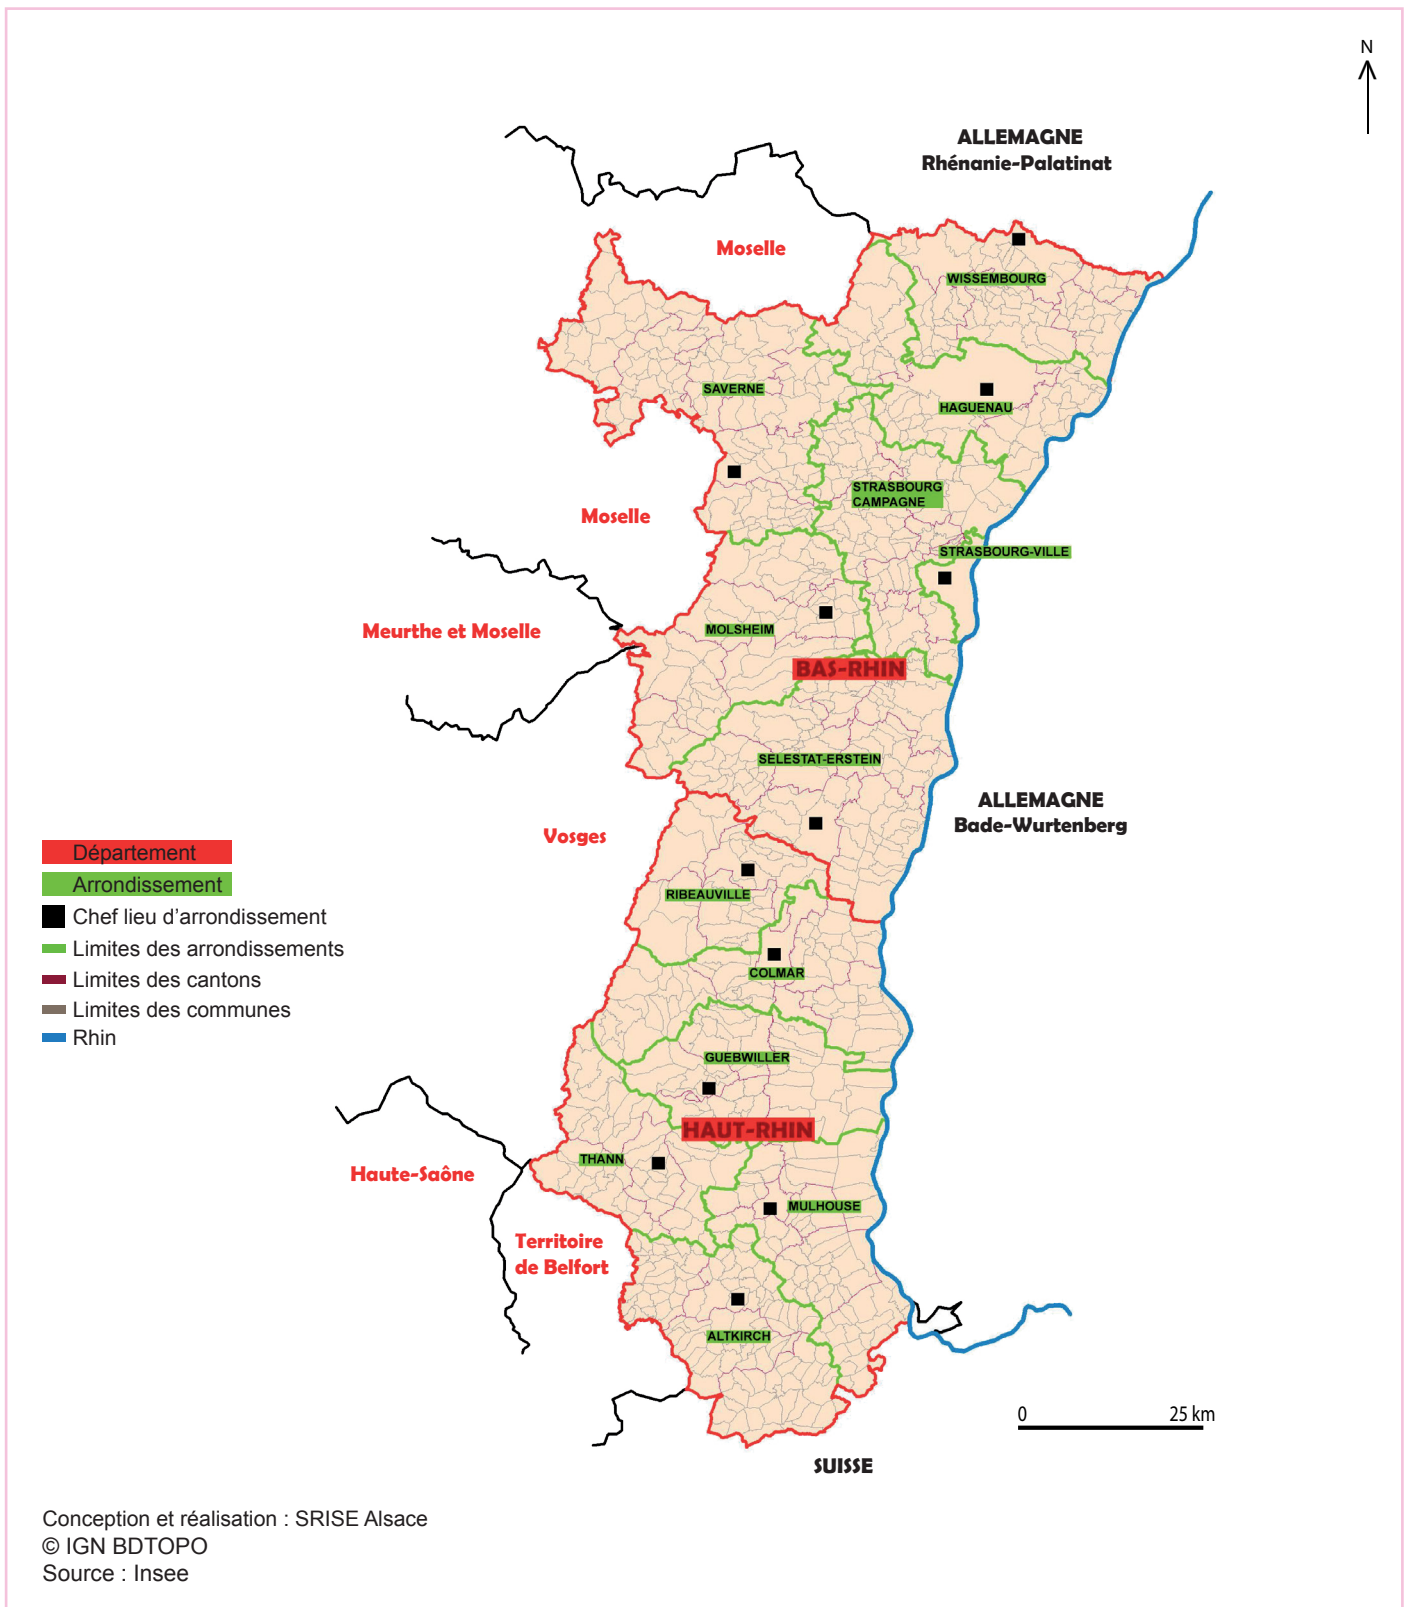 N
ALLEMAGNE
Rhénanie-Palatinat
Moselle
WISSEMBOURG
SAVERNE
HAGUENAU
STRASBOURG
CAMPAGNE
Moselle
STRASBOURG-VILLE
Meurthe et Moselle
MOLSHEIM
BAS-RHIN
SELESTAT-ERSTEIN
ALLEMAGNE
Bade-Wurtenberg
Vosges
Département
Arrondissement
Chef lieu d'arrondissement
Limites des arrondissements
Limites des cantons
Limites des communes
Rhin
RIBEAUVILLE
COLMAR
GUEBWILLER
HAUT-RHIN
THANN
Haute-Saône
MULHOUSE
Territoire
de Belfort
ALTKIRCH
0 25 km
SUISSE
Conception et réalisation : SRISE Alsace
© IGN BDTOPO
Source : Insee